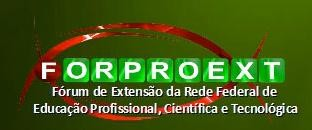 FORPROEXT
Fórum de Extensão da Rede Federal de
Educação Profissional, Científica e Tecnológica